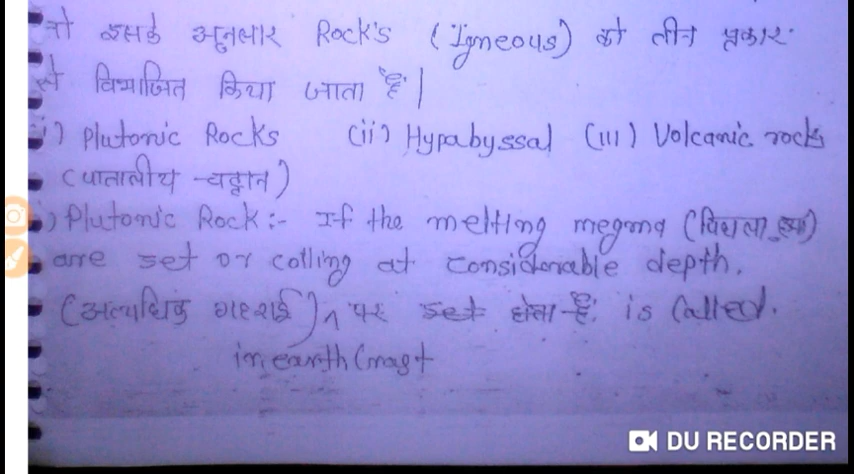 तो इसके अनुसार Rock's (Igneous) को तीन प्रकार
से विभाजित किया जाता है|
i) Plutonic Rocks (ii) Hypabyssal (iii) Volcanic rocks
(पातालीय चट्टान)
i) Plutonic Rock:- If the melting megma (पिघला हुआ)
are set or colling at considerable depth.
(अत्यधिक गहराई) पर set होता है. is Called.
in earth
DU RECORDER